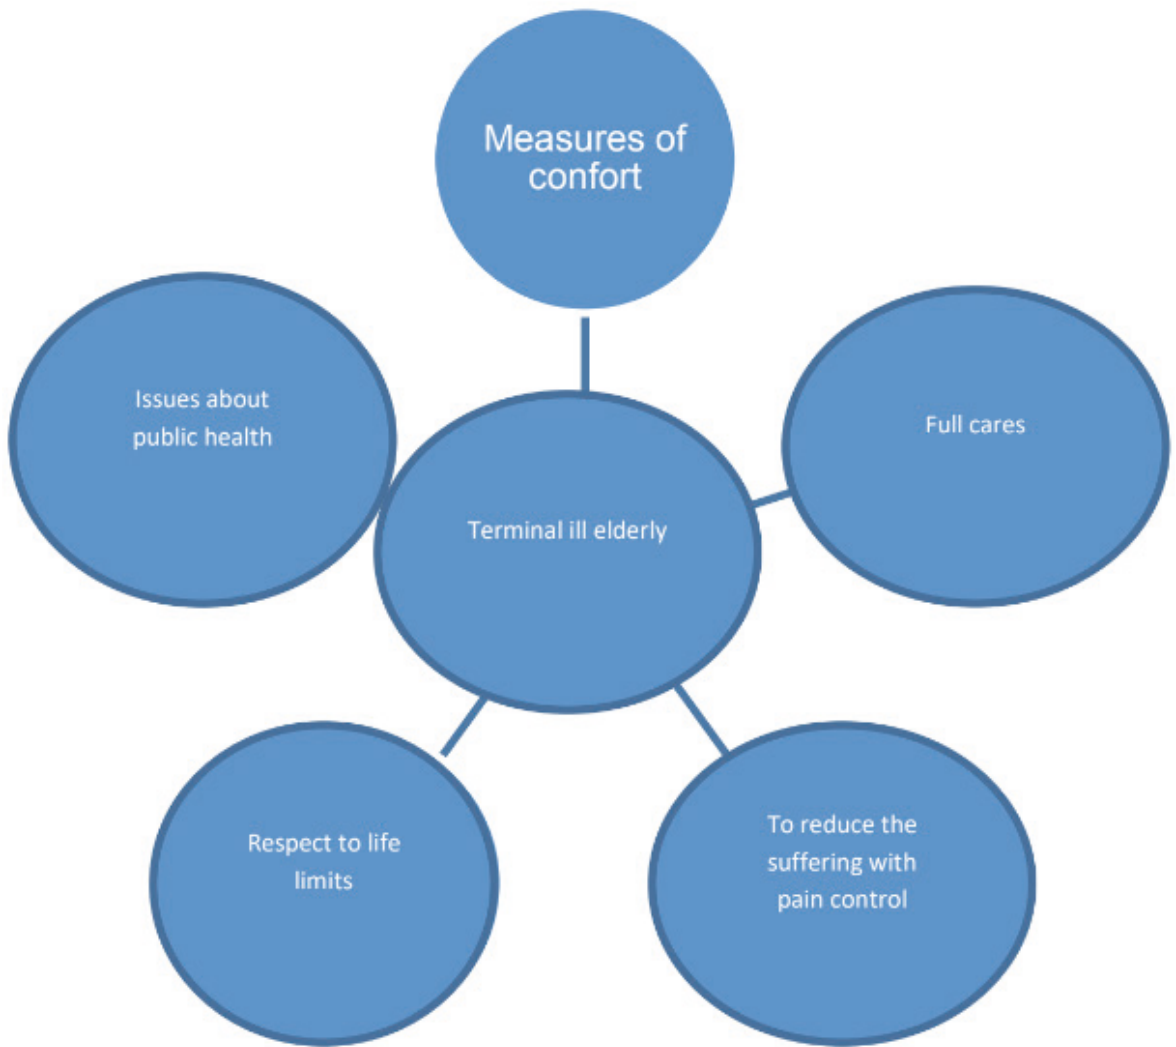 Measures of
confort
Issues about
public health
Full cares
Terminal ill elderly
Respect to life
limits
To reduce the
suffering with
pain control